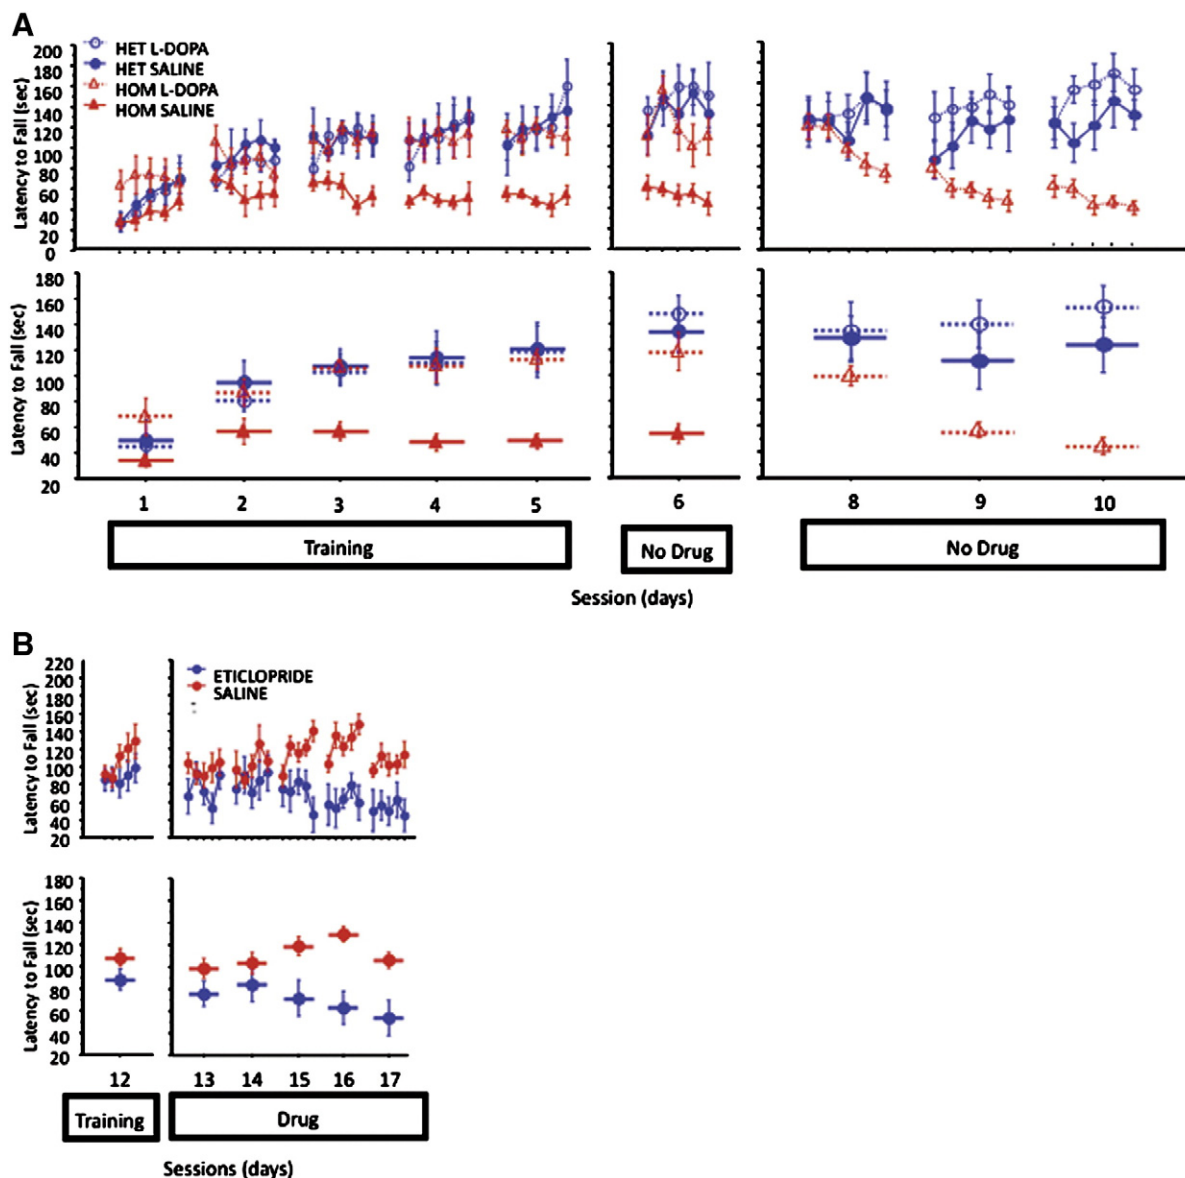 A
HET L-DOPA
HET SALINE
HOM L-DOPA
HOM SALINE
Latency to Fall (sec)
200
180
160
140
120
100
80
60
40
20
0
Latency to Fall (sec)
180
160
140
120
100
80
60
40
20
1 2 3 4 5 6 8 9 10
Training No Drug No Drug
Session (days)
B
ETICLOPRIDE
SALINE
Latency to Fall (sec)
220
200
180
160
140
120
100
80
60
40
20
Latency to Fall (sec)
180
160
140
120
100
80
60
40
20
12 13 14 15 16 17
Training Drug
Sessions (days)